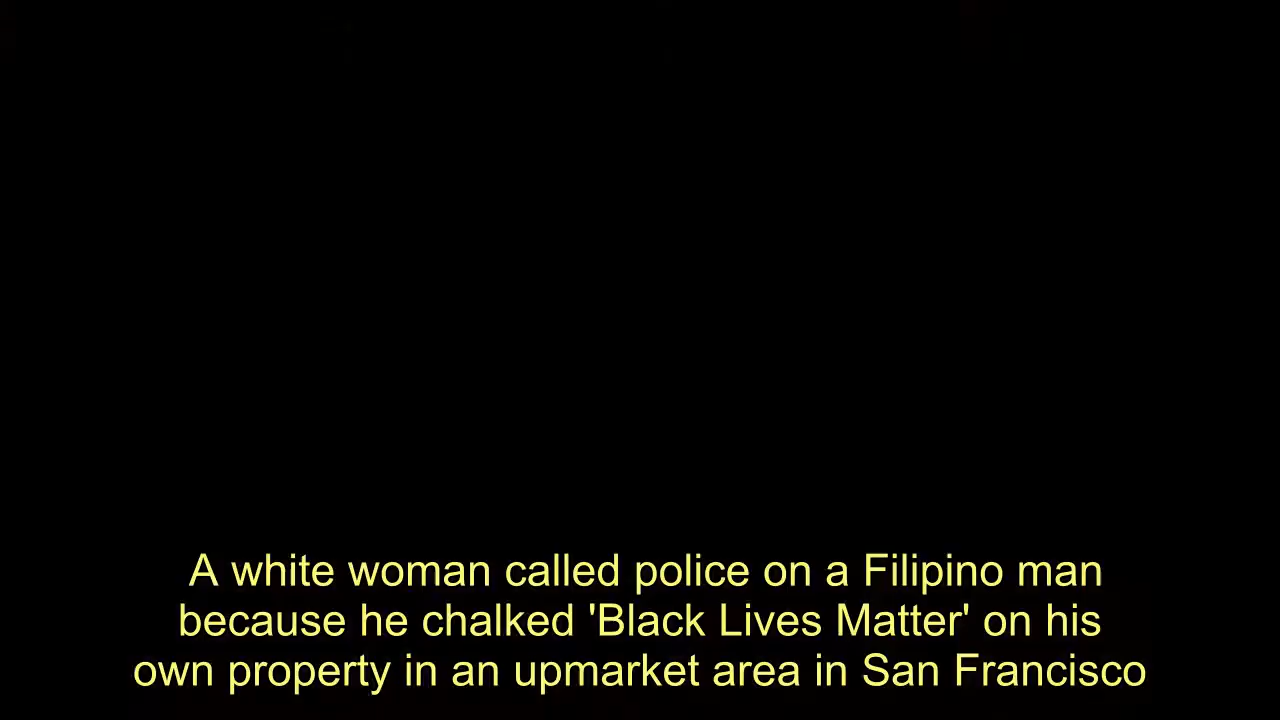 A white woman called police on a Filipino man
because he chalked 'Black Lives Matter' on his
own property in an upmarket area in San Francisco